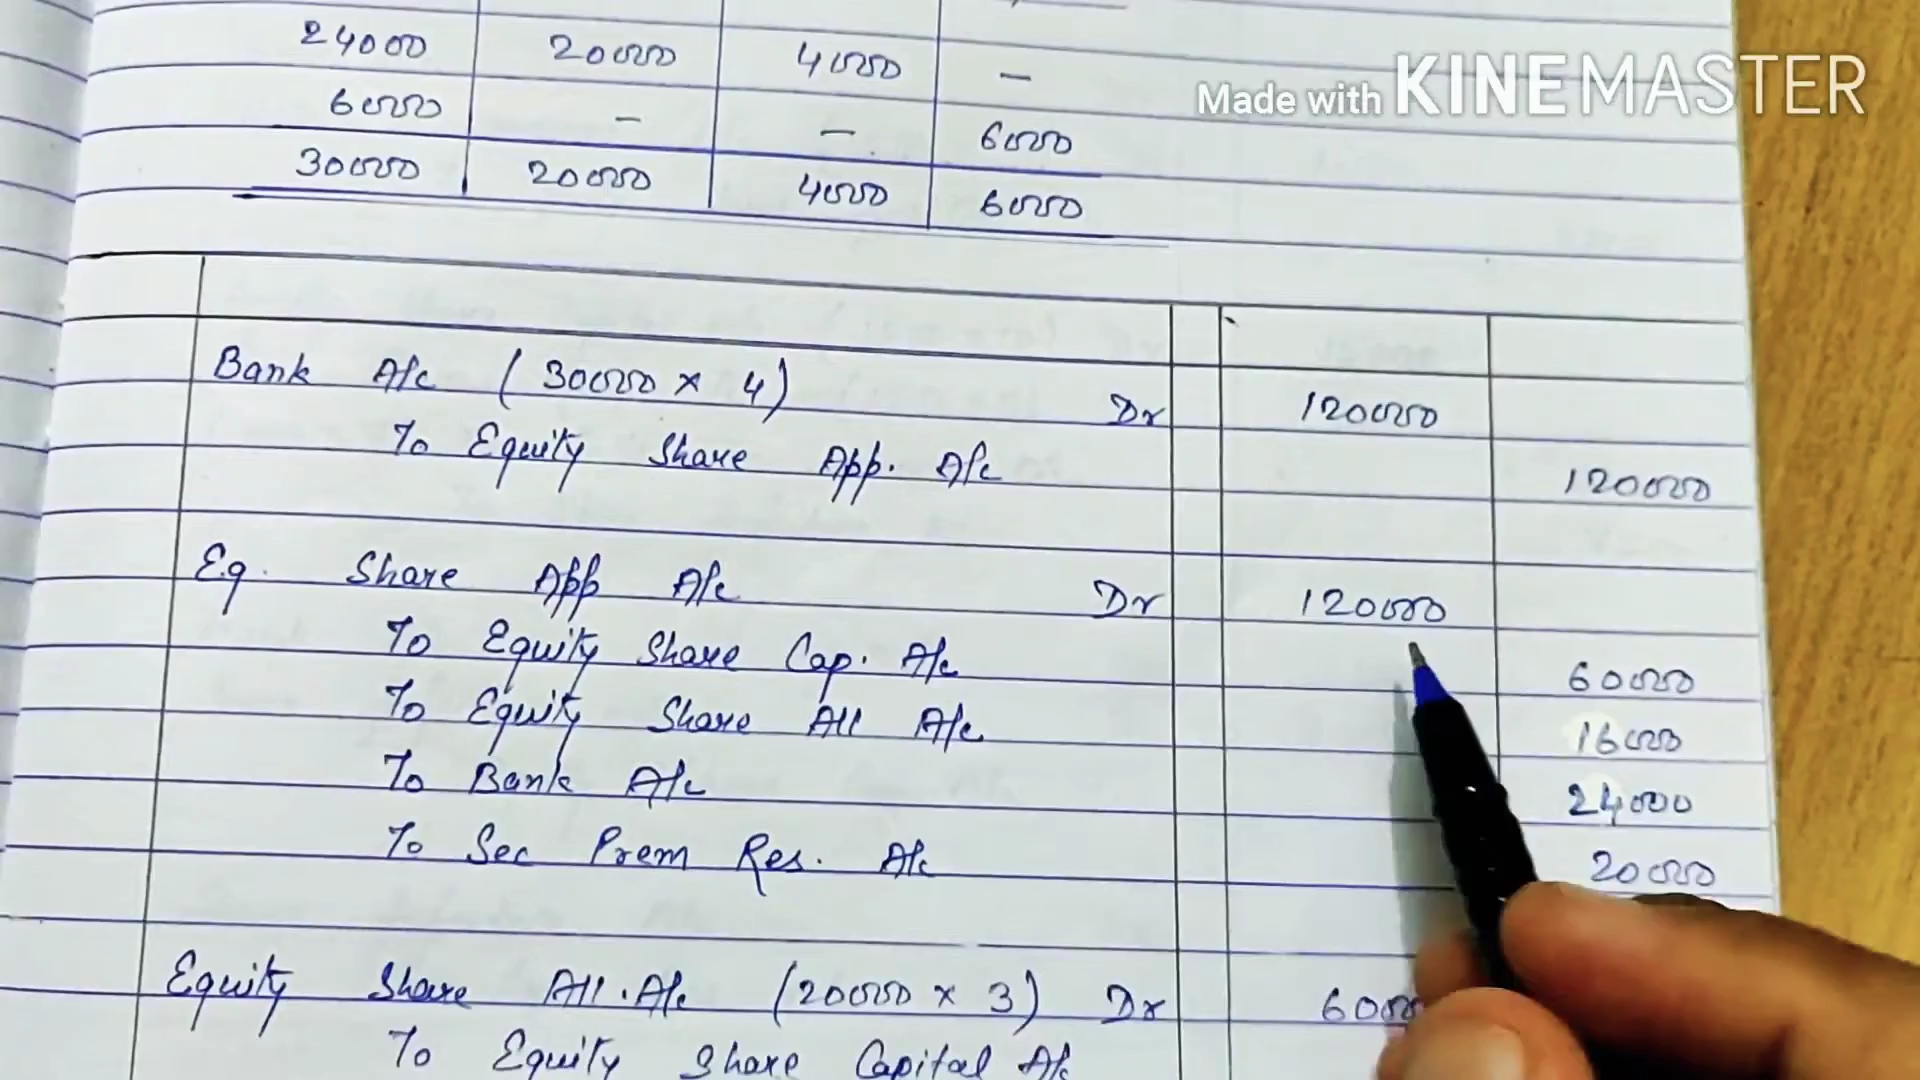 24000 20000 4000 -
Made with KINEMASTER
6000 - - 6000
30000 20000 4000 6000
Bank A/c (30000 x 4) Dr 120000
To Equity Share App. A/c 120000
Eq. Share App A/c Dr 120000
To Equity Share Cap. A/c 60000
To Equity Share All A/c 16000
To Bank A/c 24000
To Sec Prem Res. A/c 20000
Equity Share All. A/c (20000 x 3) Dr
To Equity Share Capital A/c